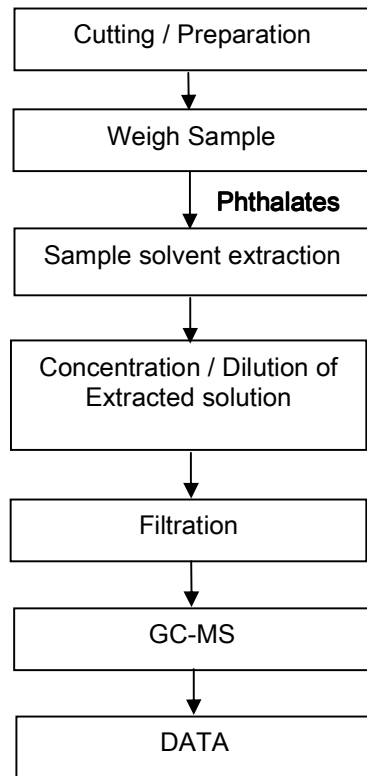 Cutting / Preparation
Weigh Sample
Phthalates
Sample solvent extraction
Concentration / Dilution of
Extracted solution
Filtration
GC-MS
DATA